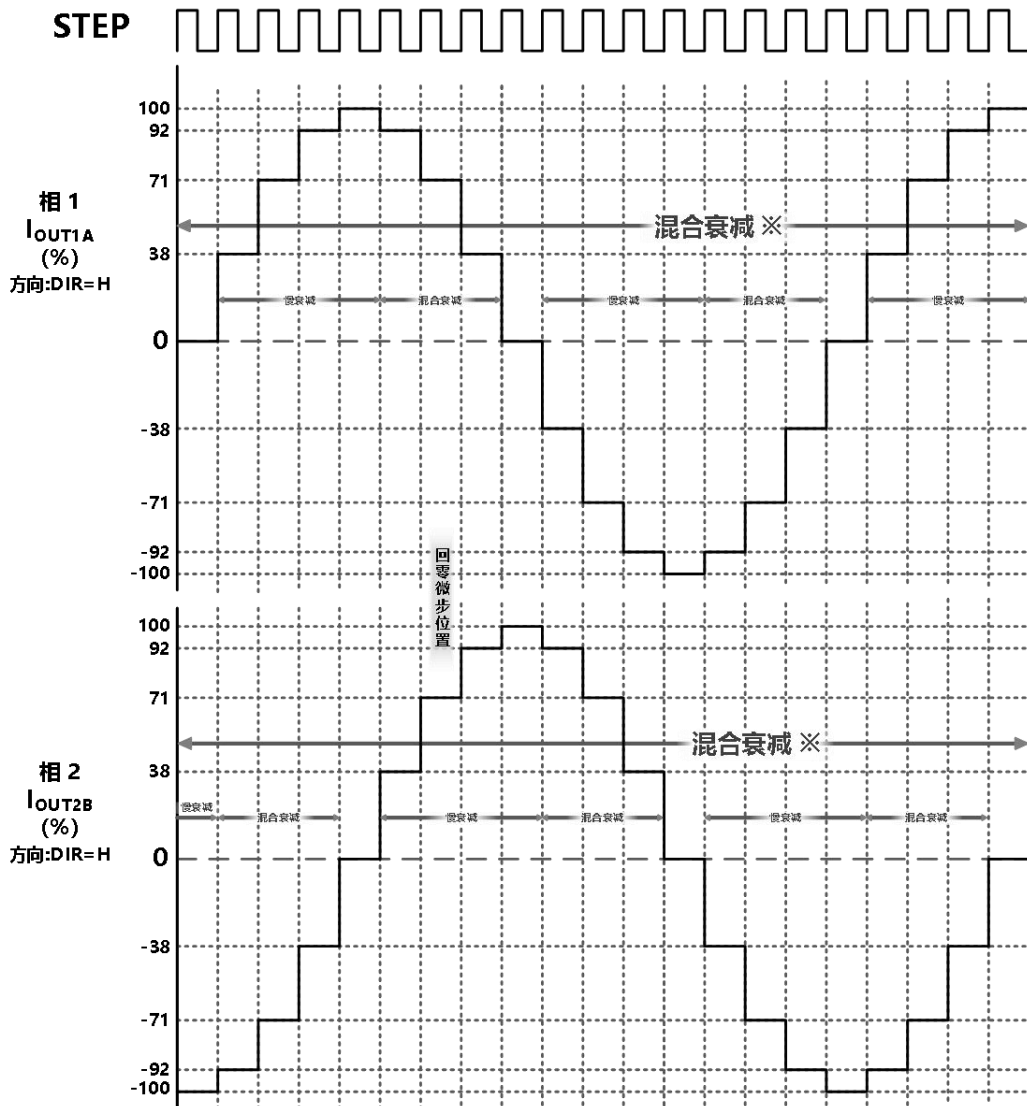 STEP
100
92
71
38
0
-38
-71
-92
-100
相 1
IOUT1A
(%)
方向:DIR=H
混合衰减 ※
慢衰减
混合衰减
慢衰减
混合衰减
慢衰减
回零微步位置
100
92
71
38
0
-38
-71
-92
-100
相 2
IOUT2B
(%)
方向:DIR=H
混合衰减 ※
慢衰减
混合衰减
慢衰减
混合衰减
慢衰减
混合衰减